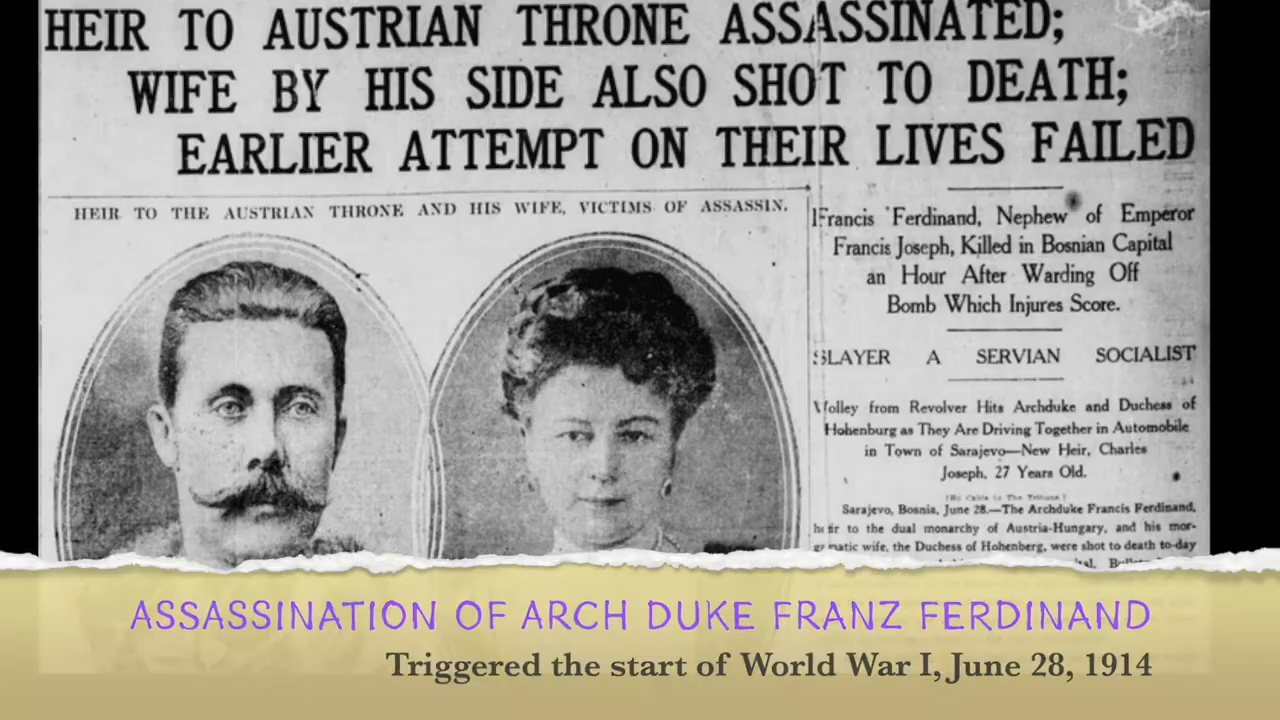 HEIR TO AUSTRIAN THRONE ASSASSINATED;
WIFE BY HIS SIDE ALSO SHOT TO DEATH;
EARLIER ATTEMPT ON THEIR LIVES FAILED
HEIR TO THE AUSTRIAN THRONE AND HIS WIFE, VICTIMS OF ASSASSIN.
Francis Ferdinand, Nephew of Emperor
Francis Joseph, Killed in Bosnian Capital
an Hour After Warding Off
Bomb Which Injures Score.
SLAYER A SERVIAN SOCIALIST
Volley from Revolver Hits Archduke and Duchess of
Hohenburg as They Are Driving Together in Automobile
in Town of Sarajevo—New Heir, Charles
Joseph, 27 Years Old.
[By Cable to The Tribune]
Sarajevo, Bosnia, June 28.—The Archduke Francis Ferdinand,
heir to the dual monarchy of Austria-Hungary, and his mor-
ganatic wife, the Duchess of Hohenberg, were shot to death to-day
ASSASSINATION OF ARCH DUKE FRANZ FERDINAND
Triggered the start of World War I, June 28, 1914